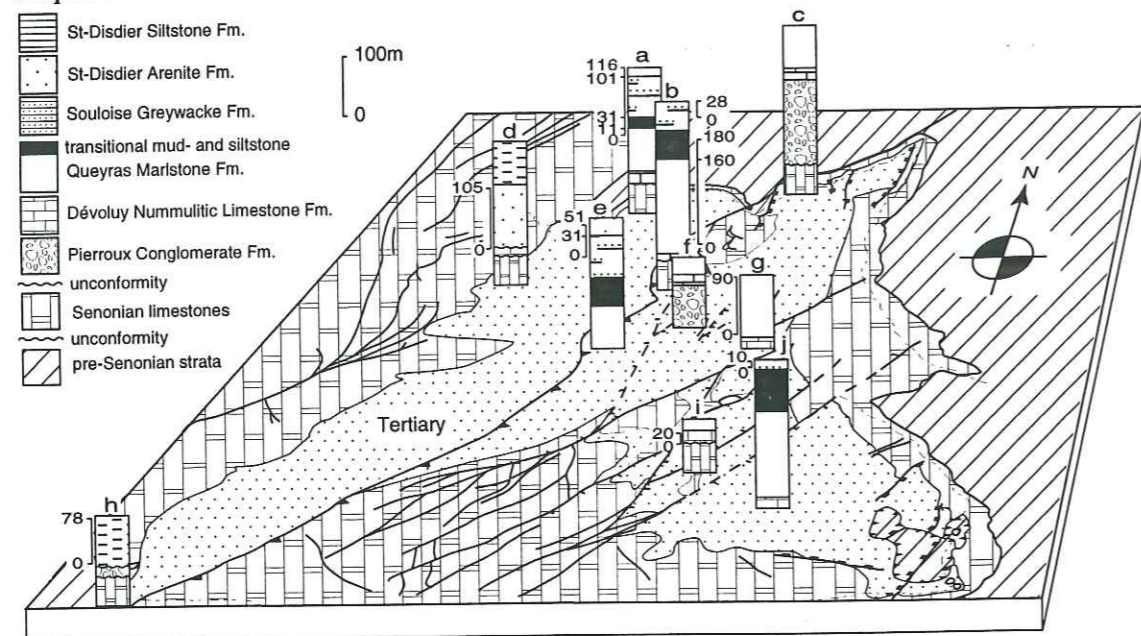 St-Disdier Siltstone Fm.
St-Disdier Arenite Fm.
Souloise Greywacke Fm.
transitional mud- and siltstone
Queyras Marlstone Fm.
Dévoluy Nummulitic Limestone Fm.
Pierroux Conglomerate Fm.
unconformity
Senonian limestones
unconformity
pre-Senonian strata
100m
0
a
116
101
31
0
b
28
0
180
160
0
c
d
105
0
e
51
31
0
f
g
90
0
h
78
0
i
20
0
j
10
0
N
Tertiary